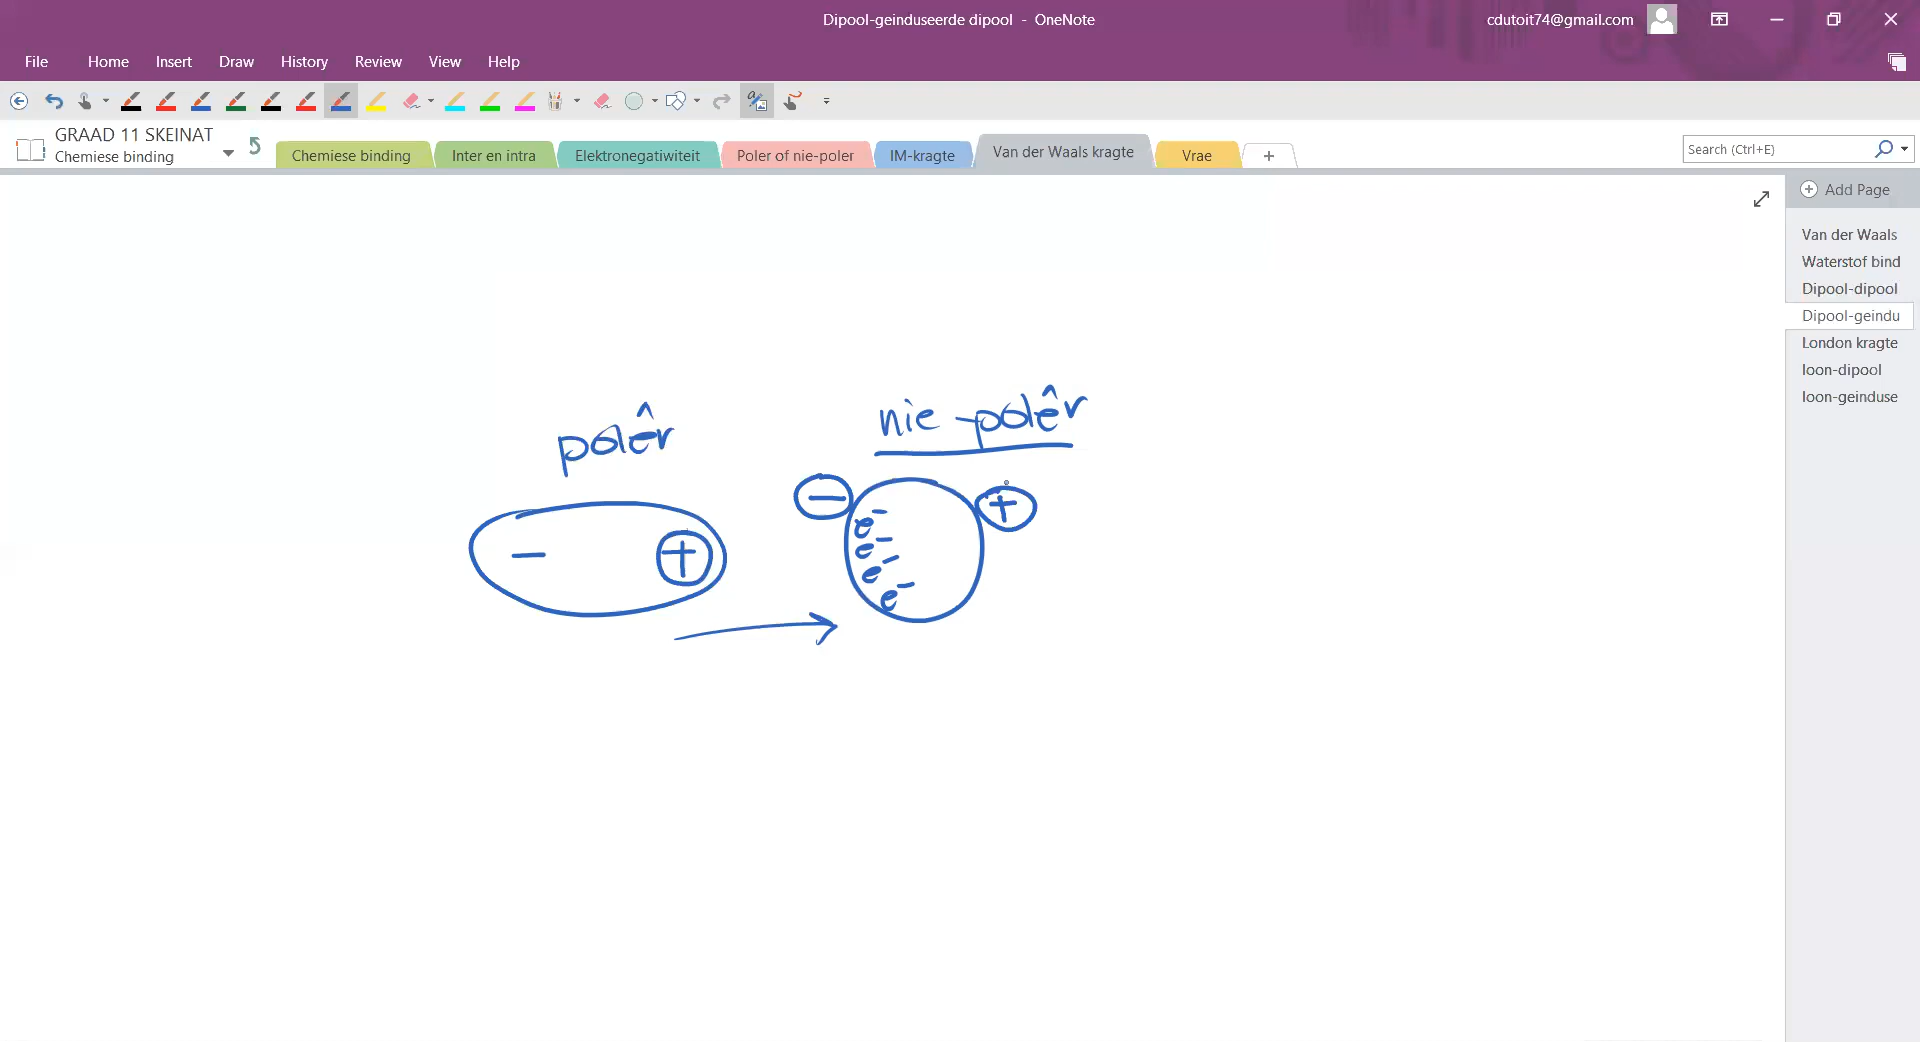 Dipool-geinduseerde dipool - OneNote
cdutoit74@gmail.com
File Home Insert Draw History Review View Help
GRAAD 11 SKEINAT
Chemiese binding
Chemiese binding
Inter en intra
Elektronegatiwiteit
Poler of nie-poler
IM-kragte
Van der Waals kragte
Vrae
+
Search (Ctrl+E)
Add Page
Van der Waals
Waterstof bind
Dipool-dipool
Dipool-geindu
London kragte
Ioon-dipool
Ioon-geinduse
polêr
nie-polêr
- +
- +
e-
e-
e-
e-